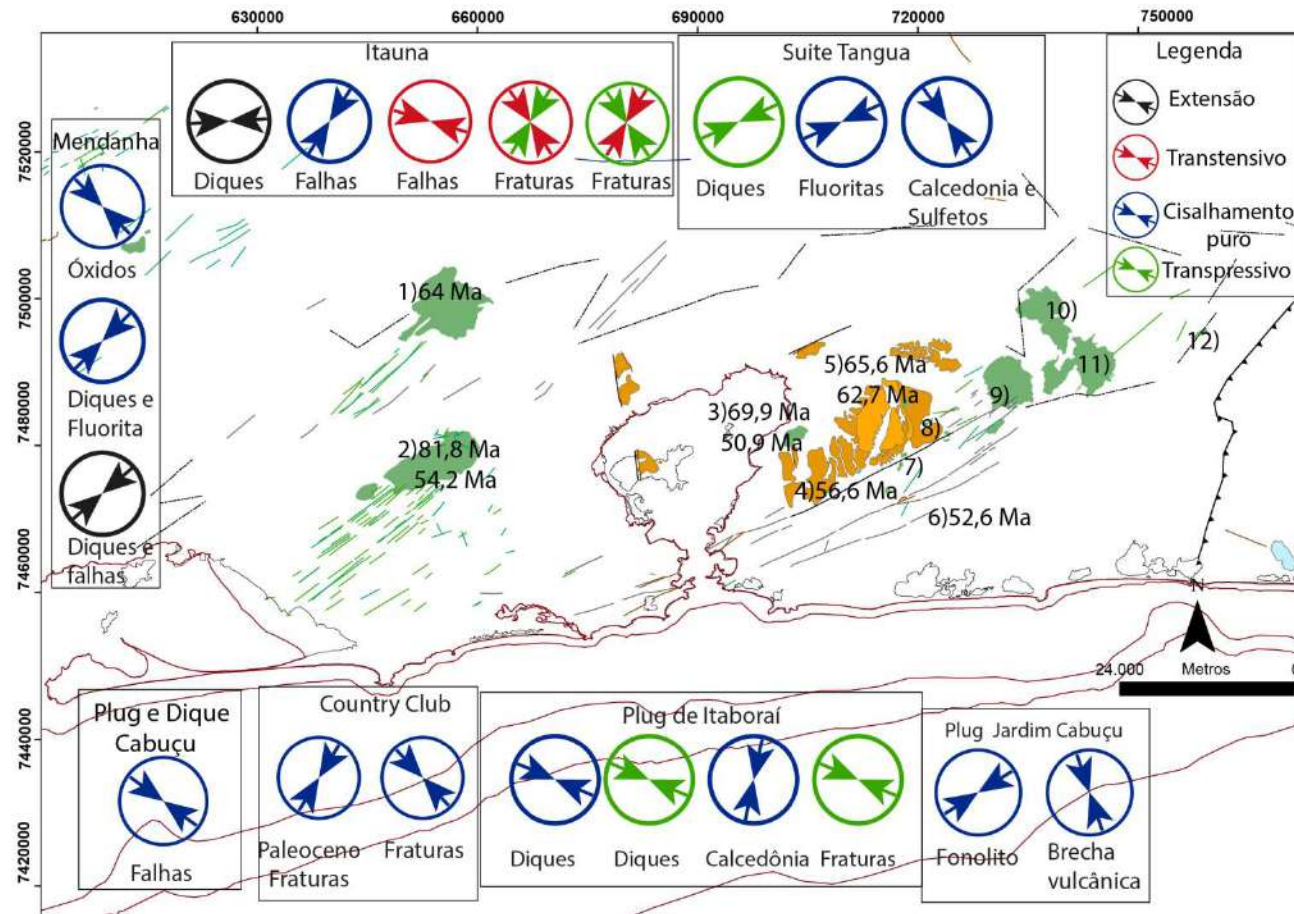 630000
660000
690000
720000
750000
7520000
7500000
7480000
7460000
7440000
7420000
Itauna
Diques
Falhas
Falhas
Fraturas
Fraturas
Suite Tangua
Diques
Fluoritas
Calcedonia e
Sulfetos
Legenda
Extensão
Transtensivo
Cisalhamento
puro
Transpressivo
Mendanha
Óxidos
Diques e
Fluorita
Diques e
falhas
1)64 Ma
2)81,8 Ma
54,2 Ma
3)69,9 Ma
50,9 Ma
4)56,6 Ma
5)65,6 Ma
62,7 Ma
6)52,6 Ma
7)
8)
9)
10)
11)
12)
N
24.000 Metros
Plug e Dique
Cabuçu
Falhas
Country Club
Paleoceno
Fraturas
Fraturas
Plug de Itaboraí
Diques
Diques
Calcedônia
Fraturas
Plug Jardim Cabuçu
Fonolito
Brecha
vulcânica